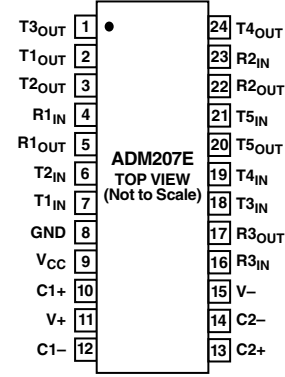 T3OUT 1 24 T4OUT
T1OUT 2 23 R2IN
T2OUT 3 22 R2OUT
R1IN 4 21 T5IN
R1OUT 5 20 T5OUT
ADM207E
TOP VIEW
(Not to Scale)
T2IN 6 19 T4IN
T1IN 7 18 T3IN
GND 8 17 R3OUT
VCC 9 16 R3IN
C1+ 10 15 V–
V+ 11 14 C2–
C1– 12 13 C2+